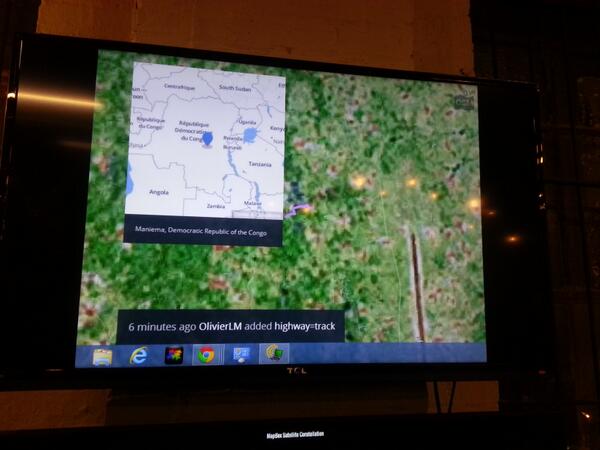 Centrafrique
South Sudan
République
du Congo
République
Démocratique
du Congo
Uganda
Kenya
Rwanda
Burundi
Tanzania
Angola
Zambia
Malawi
Maniema, Democratic Republic of the Congo
6 minutes ago OlivierLM added highway=track
TCL
MapBox Satellite Constellation